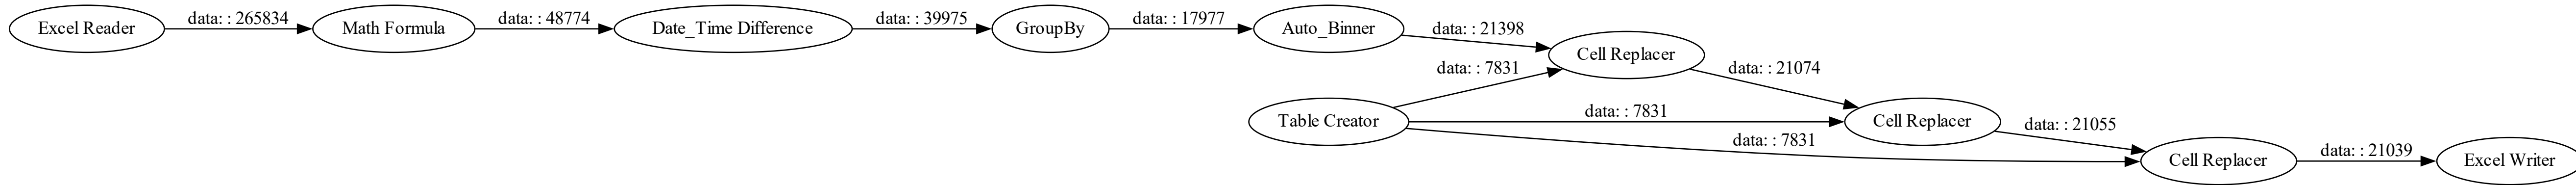 Excel Reader
data: : 265834
Math Formula
data: : 48774
Date_Time Difference
data: : 39975
GroupBy
data: : 17977
Auto_Binner
data: : 21398
Cell Replacer
data: : 7831
data: : 21074
Table Creator
data: : 7831
Cell Replacer
data: : 21055
data: : 7831
Cell Replacer
data: : 21039
Excel Writer